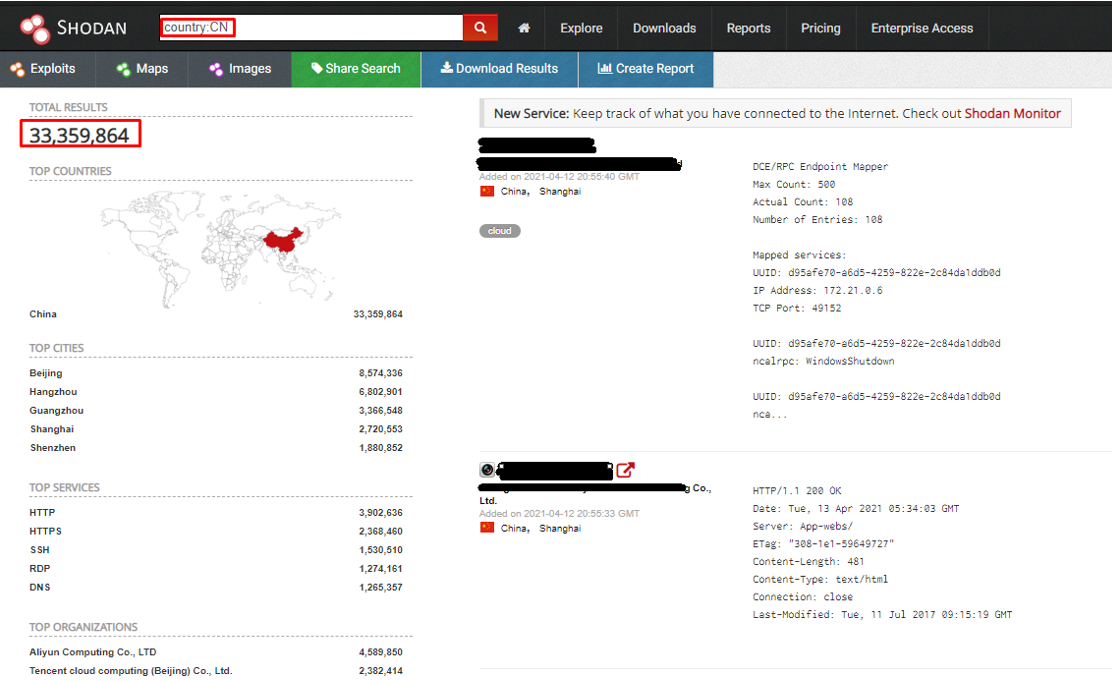 SHODAN
country:CN
Explore
Downloads
Reports
Pricing
Enterprise Access
Exploits
Maps
Images
Share Search
Download Results
Create Report
TOTAL RESULTS
33,359,864
TOP COUNTRIES
China 33,359,864
TOP CITIES
Beijing 8,574,336
Hangzhou 6,802,901
Guangzhou 3,366,548
Shanghai 2,720,553
Shenzhen 1,880,852
TOP SERVICES
HTTP 3,902,636
HTTPS 2,368,460
SSH 1,530,510
RDP 1,274,161
DNS 1,265,357
TOP ORGANIZATIONS
Aliyun Computing Co., LTD 4,589,850
Tencent cloud computing (Beijing) Co., Ltd. 2,382,414
New Service: Keep track of what you have connected to the Internet. Check out Shodan Monitor
Added on 2021-04-12 20:55:40 GMT
China, Shanghai
cloud
DCE/RPC Endpoint Mapper
Max Count: 500
Actual Count: 108
Number of Entries: 108
Mapped services:
UUID: d95afe70-a6d5-4259-822e-2c84da1ddb0d
IP Address: 172.21.0.6
TCP Port: 49152
UUID: d95afe70-a6d5-4259-822e-2c84da1ddb0d
ncalrpc: WindowsShutdown
UUID: d95afe70-a6d5-4259-822e-2c84da1ddb0d
nca...
Co.,
Ltd.
Added on 2021-04-12 20:55:33 GMT
China, Shanghai
HTTP/1.1 200 OK
Date: Tue, 13 Apr 2021 05:34:03 GMT
Server: App-webs/
ETag: "308-1e1-59649727"
Content-Length: 481
Content-Type: text/html
Connection: close
Last-Modified: Tue, 11 Jul 2017 09:15:19 GMT